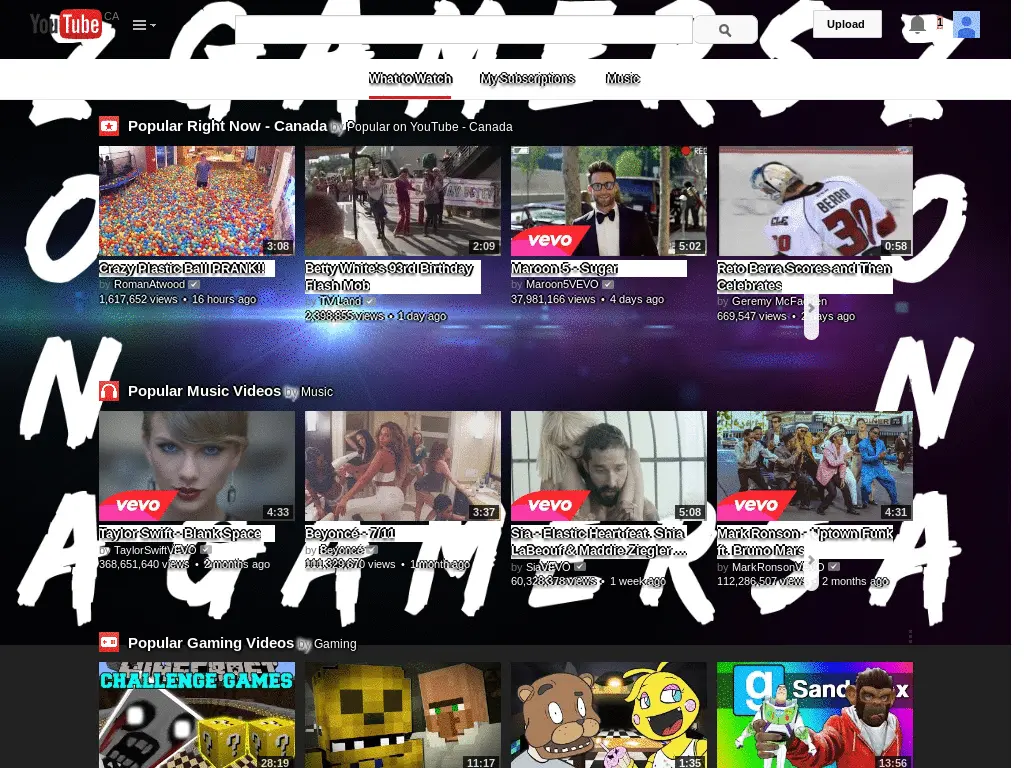 YouTube CA
Upload
1
GAMERS
What to Watch My Subscriptions Music
Popular Right Now - Canada by Popular on YouTube - Canada
REC
BERRA
30
vevo
3:08 2:09 5:02 0:58
Crazy Plastic Ball PRANK!! Betty White's 93rd Birthday Flash Mob Maroon 5 - Sugar Reto Berra Scores and Then Celebrates
by RomanAtwood by TV Land by Maroon5VEVO by Geremy McFadden
1,617,652 views • 16 hours ago 2,398,855 views • 1 day ago 37,981,166 views • 4 days ago 669,547 views • 2 days ago
Popular Music Videos by Music
vevo vevo vevo
4:33 3:37 5:08 4:31
Taylor Swift - Blank Space Beyoncé - 7/11 Sia - Elastic Heart feat. Shia LaBeouf & Maddie Ziegler ... Mark Ronson - Uptown Funk ft. Bruno Mars
by TaylorSwiftVEVO by Beyoncé by SiaVEVO by MarkRonsonVEVO
368,651,640 views • 2 months ago 111,329,670 views • 1 month ago 60,328,378 views • 1 week ago 112,286,507 views • 2 months ago
GAMERS
Popular Gaming Videos by Gaming
MINECRAFT
CHALLENGE GAMES
? ? ?
g Sandbox
28:19 11:17 1:35 13:56